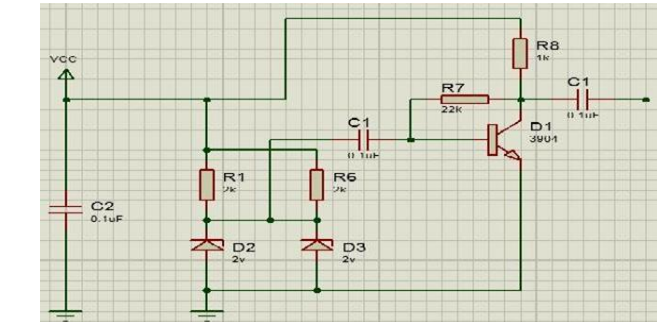 VCC
R8
1k
R7
22k
C1
0.1uF
C1
0.1uF
D1
3904
R1
2k
R6
2k
C2
0.1uF
D2
2v
D3
2v